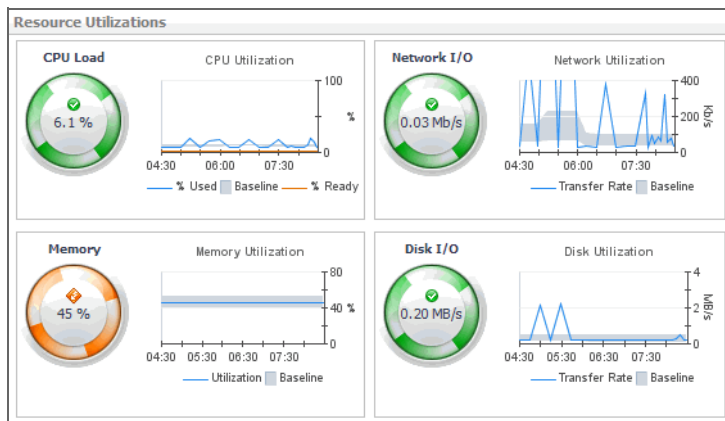 Resource Utilizations
CPU Load
6.1 %
CPU Utilization
100
0
%
04:30 06:00 07:30
% Used Baseline % Ready
Network I/O
0.03 Mb/s
Network Utilization
400
200
0
Kb/s
04:30 06:00 07:30
Transfer Rate Baseline
Memory
45 %
Memory Utilization
80
40
0
%
04:30 05:30 06:30 07:30
Utilization Baseline
Disk I/O
0.20 MB/s
Disk Utilization
4
2
0
MB/s
04:30 05:30 06:30 07:30
Transfer Rate Baseline